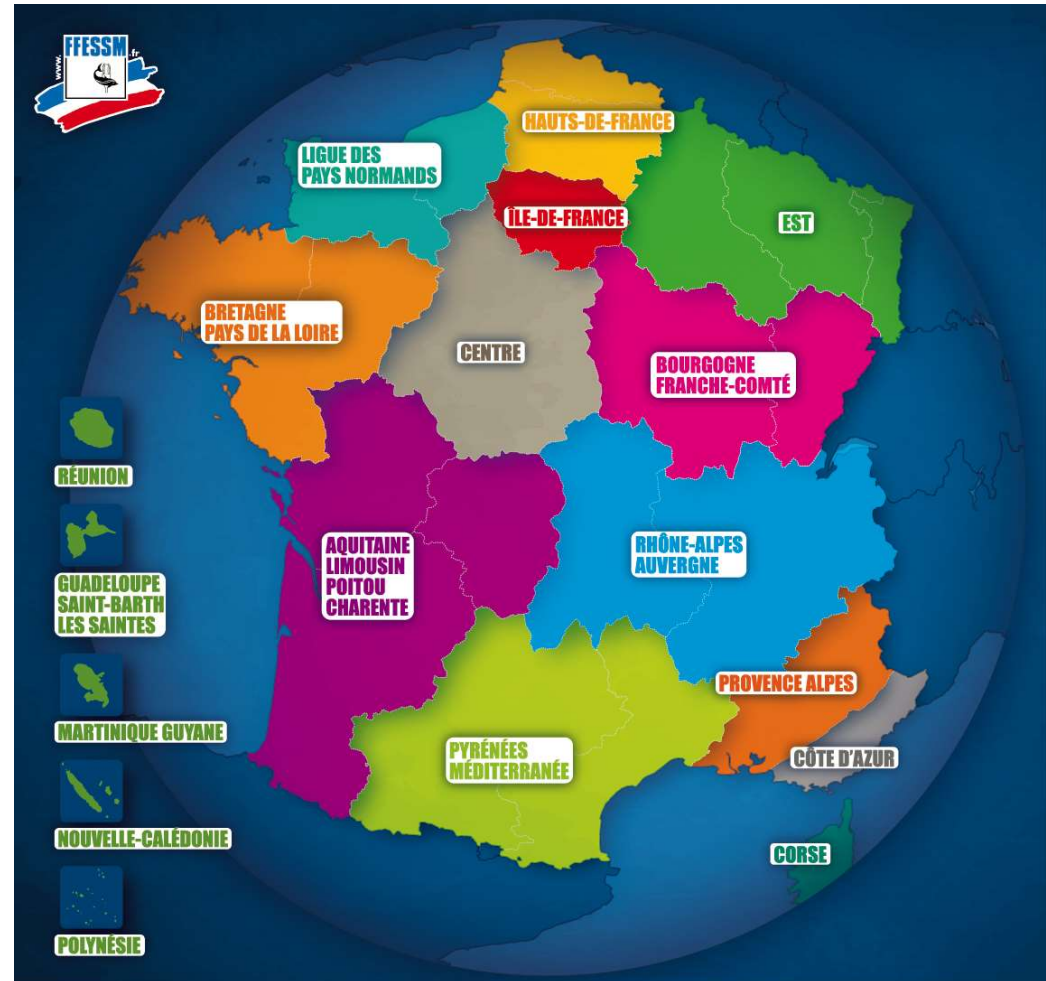 www.
FFESSM
.fr
HAUTS-DE-FRANCE
LIGUE DES
PAYS NORMANDS
ÎLE-DE-FRANCE
EST
BRETAGNE
PAYS DE LA LOIRE
CENTRE
BOURGOGNE
FRANCHE-COMTÉ
RÉUNION
AQUITAINE
LIMOUSIN
POITOU
CHARENTE
RHÔNE-ALPES
AUVERGNE
GUADELOUPE
SAINT-BARTH
LES SAINTES
PROVENCE ALPES
MARTINIQUE GUYANE
PYRÉNÉES
MÉDITERRANÉE
CÔTE D'AZUR
NOUVELLE-CALÉDONIE
CORSE
POLYNÉSIE